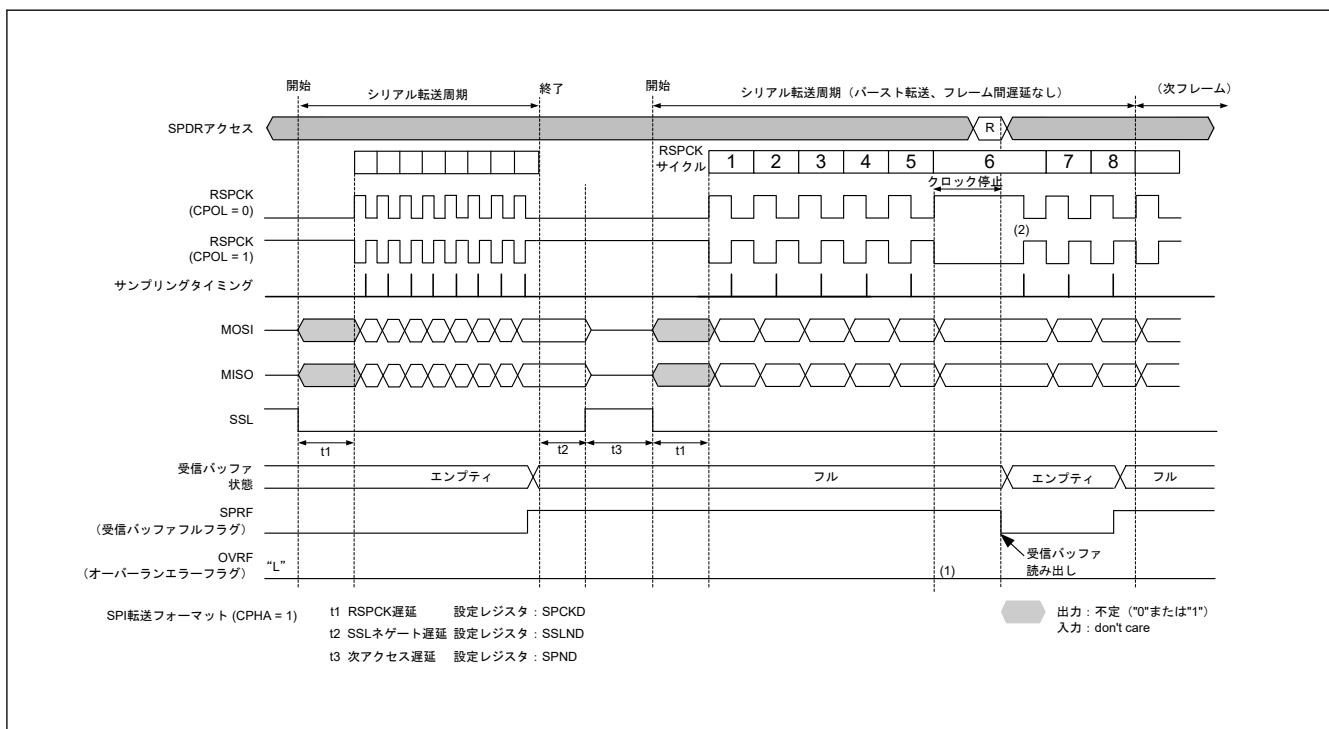 開始
シリアル転送周期
終了
開始
シリアル転送周期（バースト転送、フレーム間遅延なし）
（次フレーム）
SPDRアクセス
R
RSPCK
サイクル
1 2 3 4 5 6 7 8
クロック停止
RSPCK
(CPOL = 0)
(2)
RSPCK
(CPOL = 1)
サンプリングタイミング
MOSI
MISO
SSL
t1
t2
t3
t1
受信バッファ
状態
エンプティ
フル
エンプティ
フル
SPRF
（受信バッファフルフラグ）
受信バッファ
読み出し
OVRF
（オーバーランエラーフラグ）
“L”
(1)
SPI転送フォーマット (CPHA = 1)
t1 RSPCK遅延 設定レジスタ：SPCKD
t2 SSLネゲート遅延 設定レジスタ：SSLND
t3 次アクセス遅延 設定レジスタ：SPND
出力：不定（"0"または"1"）
入力：don't care